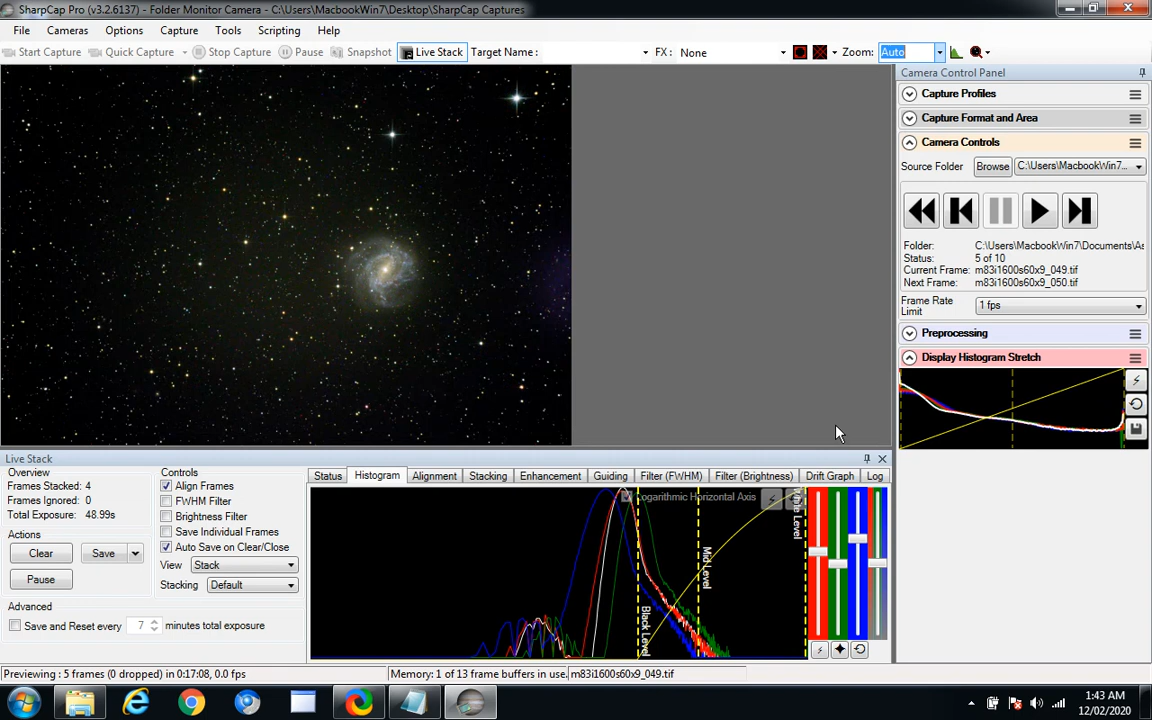 SharpCap Pro (v3.2.6137) - Folder Monitor Camera - C:\Users\MacbookWin7\Desktop\SharpCap Captures
File Cameras Options Capture Tools Scripting Help
Start Capture Quick Capture Stop Capture Pause Snapshot Live Stack Target Name : FX : None Zoom: Auto
Camera Control Panel
Capture Profiles
Capture Format and Area
Camera Controls
Source Folder Browse C:\Users\MacbookWin7...
Folder: C:\Users\MacbookWin7\Documents\As
Status: 5 of 10
Current Frame: m83i1600s60x9_049.tif
Next Frame: m83i1600s60x9_050.tif
Frame Rate
Limit
1 fps
Preprocessing
Display Histogram Stretch
Live Stack
Overview
Frames Stacked: 4
Frames Ignored: 0
Total Exposure: 48.99s
Actions
Clear Save
Pause
Advanced
Save and Reset every 7 minutes total exposure
Controls
Align Frames
FWHM Filter
Brightness Filter
Save Individual Frames
Auto Save on Clear/Close
View Stack
Stacking Default
Status Histogram Alignment Stacking Enhancement Guiding Filter (FWHM) Filter (Brightness) Drift Graph Log
Logarithmic Horizontal Axis
Black Level
Mid Level
White Level
Previewing : 5 frames (0 dropped) in 0:17:08, 0.0 fps
Memory: 1 of 13 frame buffers in use. m83i1600s60x9_049.tif
1:43 AM
12/02/2020